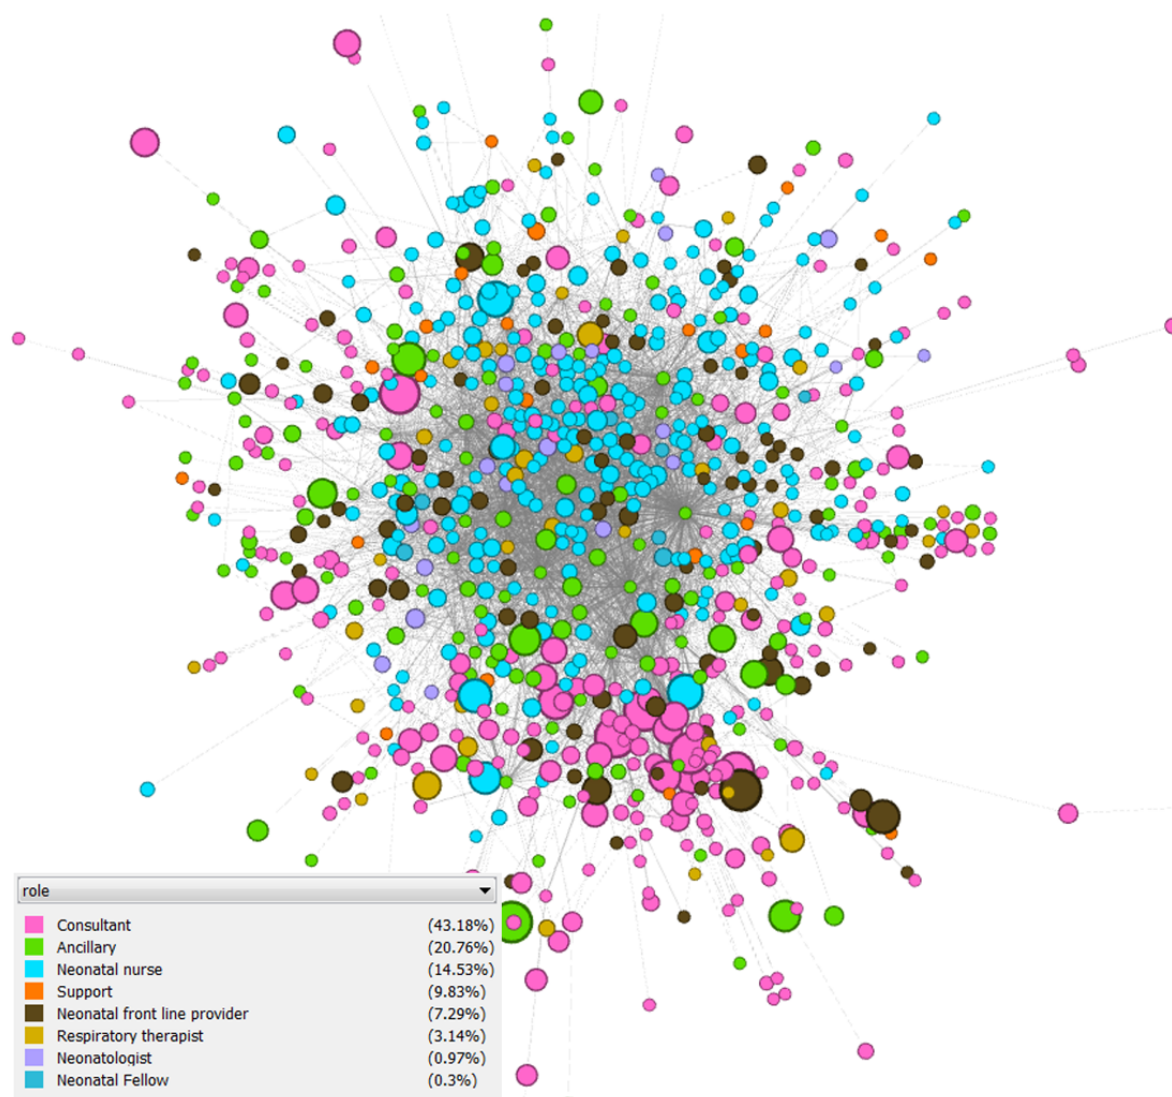 role
Consultant (43.18%)
Ancillary (20.76%)
Neonatal nurse (14.53%)
Support (9.83%)
Neonatal front line provider (7.29%)
Respiratory therapist (3.14%)
Neonatologist (0.97%)
Neonatal Fellow (0.3%)